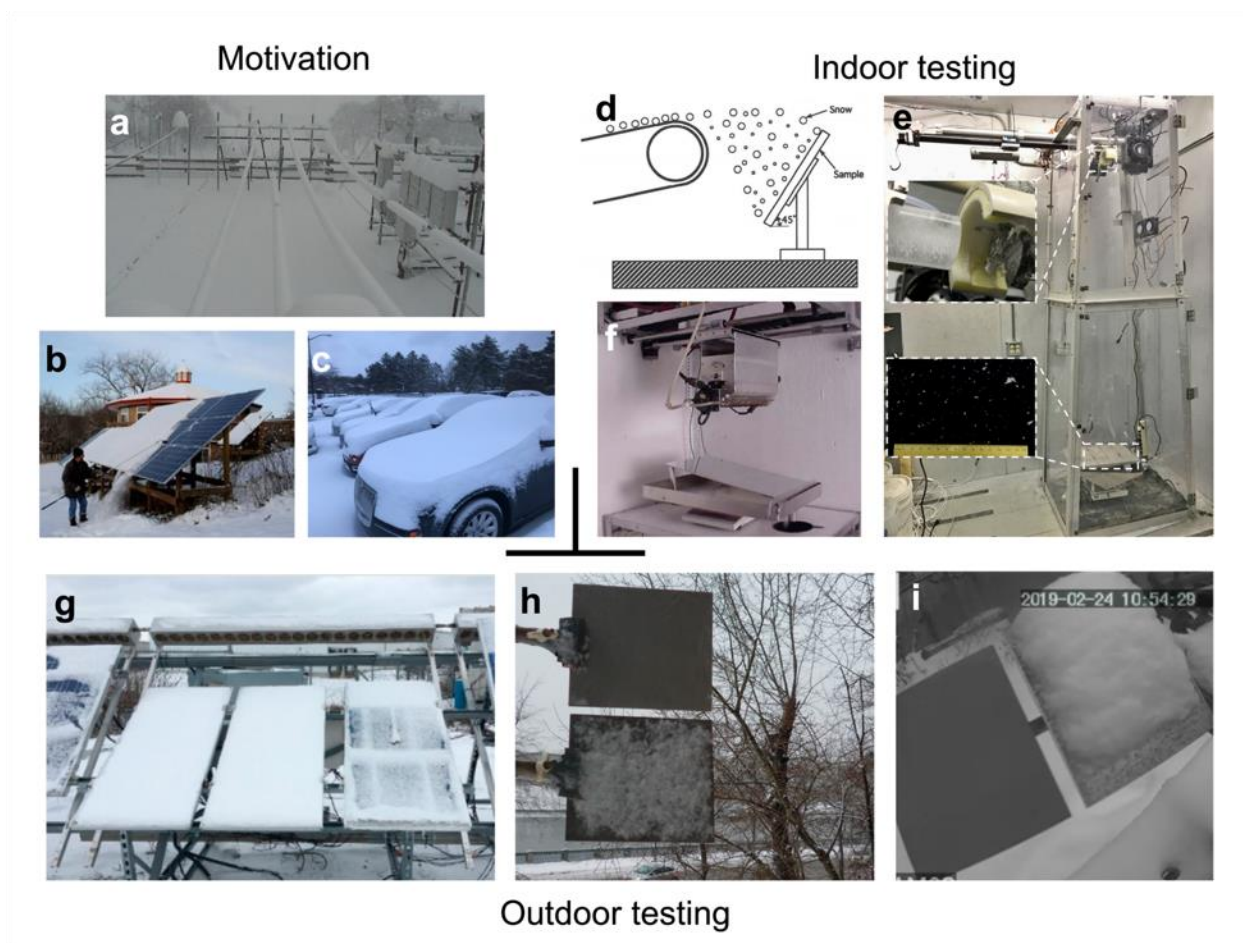 Motivation
Indoor testing
a
d
Snow
Sample
45°
e
b
c
f
g
h
i
2019-02-24 10:54:29
Outdoor testing